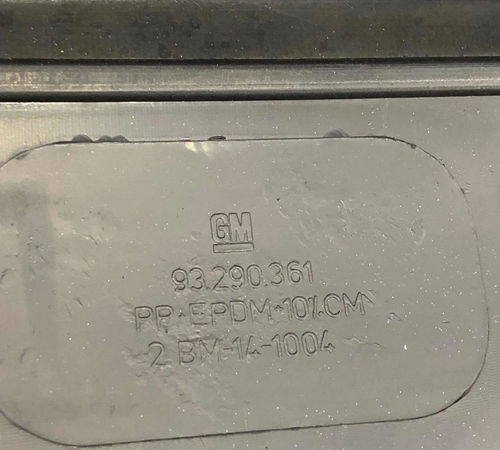 GM
93.290.361
PP+EPDM+10%CM
2 BM-14-1004